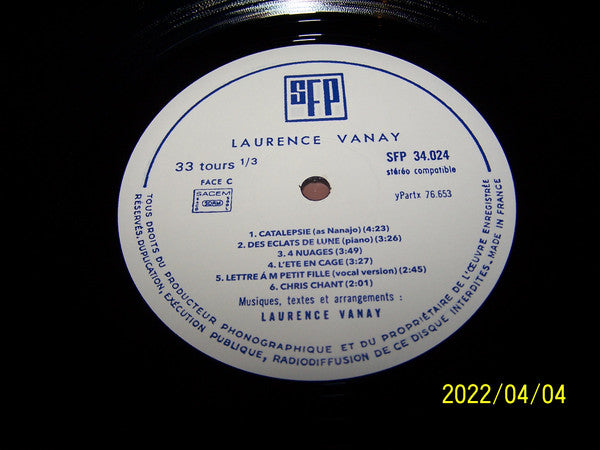 SFP
LAURENCE VANAY
33 tours 1/3
SFP 34.024
FACE C
stéréo compatible
SACEM
SDRM
yPartx 76.653
1. CATALEPSIE (as Nanajo) (4:23)
2. DES ECLATS DE LUNE (piano) (3:26)
3. 4 NUAGES (3:49)
4. L'ETE EN CAGE (3:27)
5. LETTRE Á M PETIT FILLE (vocal version) (2:45)
6. CHRIS CHANT (2:01)
Musiques, textes et arrangements :
LAURENCE VANAY
TOUS DROITS DU PRODUCTEUR PHONOGRAPHIQUE ET DU PROPRIÉTAIRE DE L'ŒUVRE ENREGISTRÉE
RÉSERVÉS. DUPLICATION, EXÉCUTION PUBLIQUE, RADIODIFFUSION DE CE DISQUE INTERDITES. MADE IN FRANCE
2022/04/04